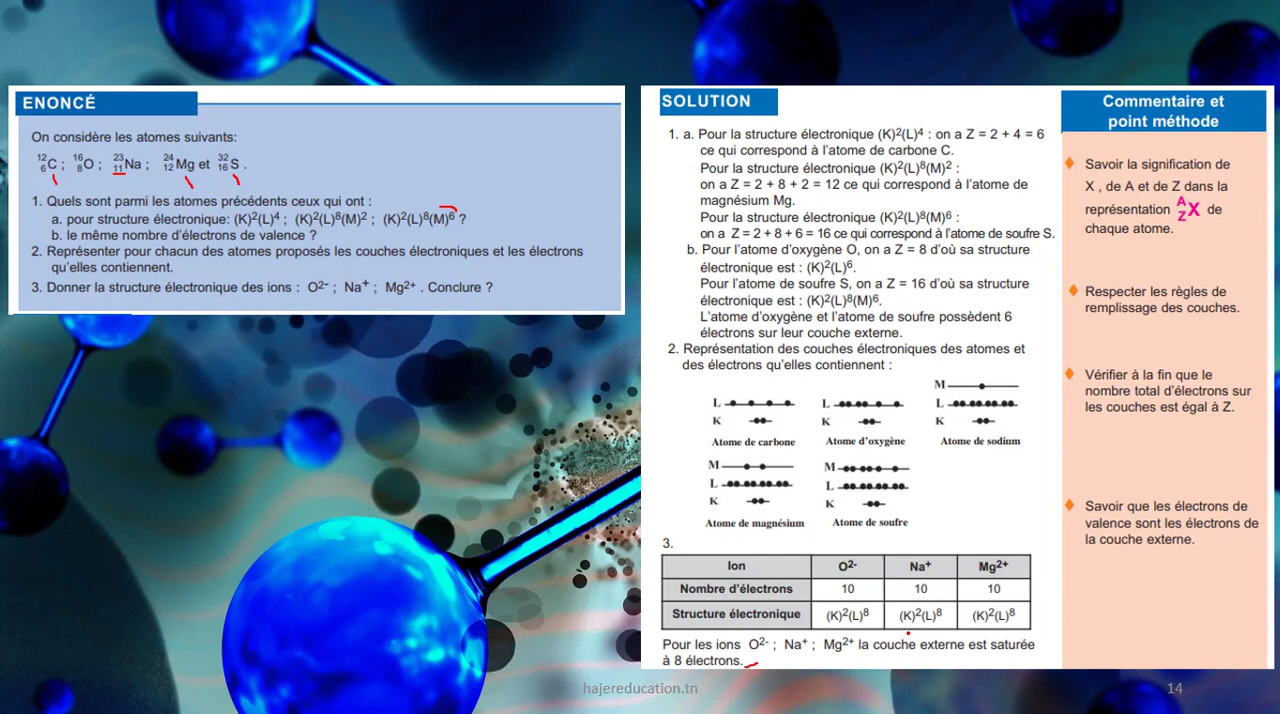 ENONCÉ
On considère les atomes suivants:
¹²₆C ; ¹⁶₈O ; ²³₁₁Na ; ²⁴₁₂Mg et ³²₁₆S .
1. Quels sont parmi les atomes précédents ceux qui ont :
a. pour structure électronique: (K)²(L)⁴ ; (K)²(L)⁸(M)² ; (K)²(L)⁸(M)⁶ ?
b. le même nombre d’électrons de valence ?
2. Représenter pour chacun des atomes proposés les couches électroniques et les électrons
qu’elles contiennent.
3. Donner la structure électronique des ions : O²⁻ ; Na⁺ ; Mg²⁺ . Conclure ?
SOLUTION
1. a. Pour la structure électronique (K)²(L)⁴ : on a Z = 2 + 4 = 6
ce qui correspond à l’atome de carbone C.
Pour la structure électronique (K)²(L)⁸(M)² :
on a Z = 2 + 8 + 2 = 12 ce qui correspond à l’atome de
magnésium Mg.
Pour la structure électronique (K)²(L)⁸(M)⁶ :
on a Z = 2 + 8 + 6 = 16 ce qui correspond à l’atome de soufre S.
b. Pour l’atome d’oxygène O, on a Z = 8 d’où sa structure
électronique est : (K)²(L)⁶.
Pour l’atome de soufre S, on a Z = 16 d’où sa structure
électronique est : (K)²(L)⁸(M)⁶.
L’atome d’oxygène et l’atome de soufre possèdent 6
électrons sur leur couche externe.
2. Représentation des couches électroniques des atomes et
des électrons qu’elles contiennent :
M
L L L
K K K
Atome de carbone Atome d’oxygène Atome de sodium
M M
L L
K K
Atome de magnésium Atome de soufre
3.
Ion O²⁻ Na⁺ Mg²⁺
Nombre d’électrons 10 10 10
Structure électronique (K)²(L)⁸ (K)²(L)⁸ (K)²(L)⁸
Pour les ions O²⁻ ; Na⁺ ; Mg²⁺ la couche externe est saturée
à 8 électrons.
Commentaire et
point méthode
Savoir la signification de
X , de A et de Z dans la
représentation ᴬ_ZX de
chaque atome.
Respecter les règles de
remplissage des couches.
Vérifier à la fin que le
nombre total d’électrons sur
les couches est égal à Z.
Savoir que les électrons de
valence sont les électrons de
la couche externe.
hajereducation.tn
14